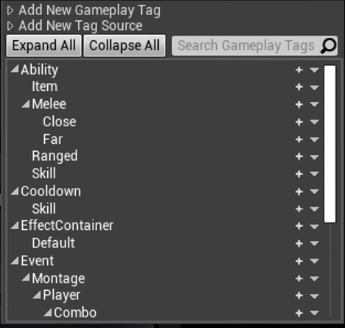 Add New Gameplay Tag
Add New Tag Source
Expand All Collapse All Search Gameplay Tags
Ability
Item
Melee
Close
Far
Ranged
Skill
Cooldown
Skill
EffectContainer
Default
Event
Montage
Player
Combo